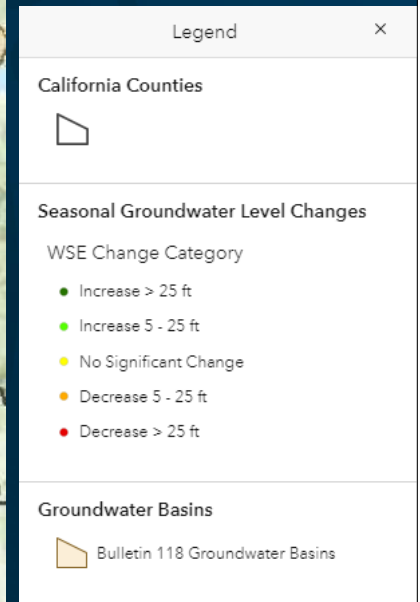 Legend
California Counties
Seasonal Groundwater Level Changes
WSE Change Category
Increase > 25 ft
Increase 5 - 25 ft
No Significant Change
Decrease 5 - 25 ft
Decrease > 25 ft
Groundwater Basins
Bulletin 118 Groundwater Basins